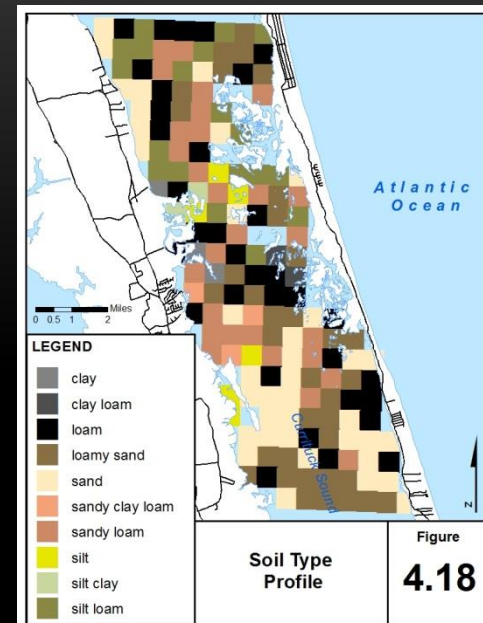 Atlantic
Ocean
Miles
0 0.5 1 2
LEGEND
clay
clay loam
loam
loamy sand
sand
sandy clay loam
sandy loam
silt
silt clay
silt loam
Currituck Sound
N
Soil Type
Profile
Figure
4.18